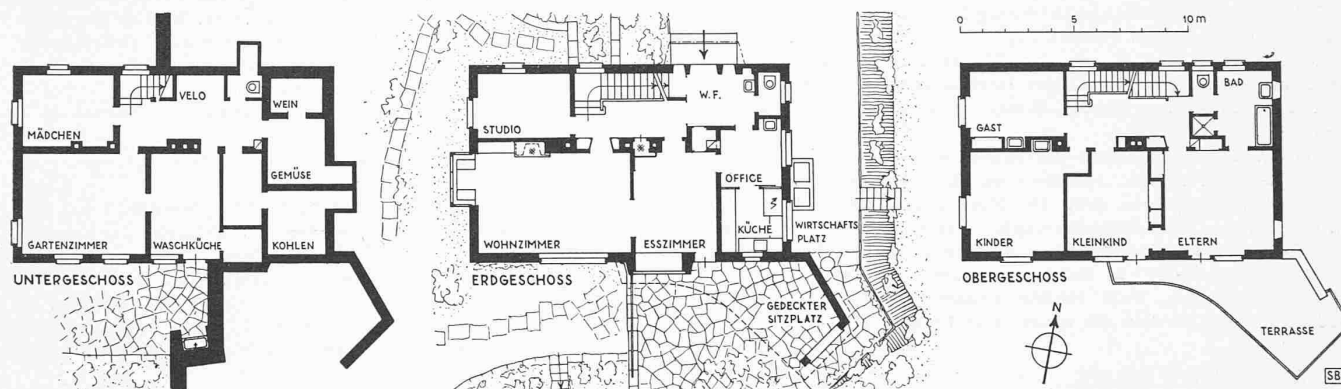 VELO
WEIN
MÄDCHEN
GEMÜSE
GARTENZIMMER
WASCHKÜCHE
KOHLEN
UNTERGESCHOSS
W.F.
STUDIO
OFFICE
KÜCHE
WIRTSCHAFTS
PLATZ
WOHNZIMMER
ESSZIMMER
ERDGESCHOSS
GEDECKTER
SITZPLATZ
0 5 10 m
BAD
GAST
KINDER
KLEINKIND
ELTERN
OBERGESCHOSS
N
TERRASSE
SB